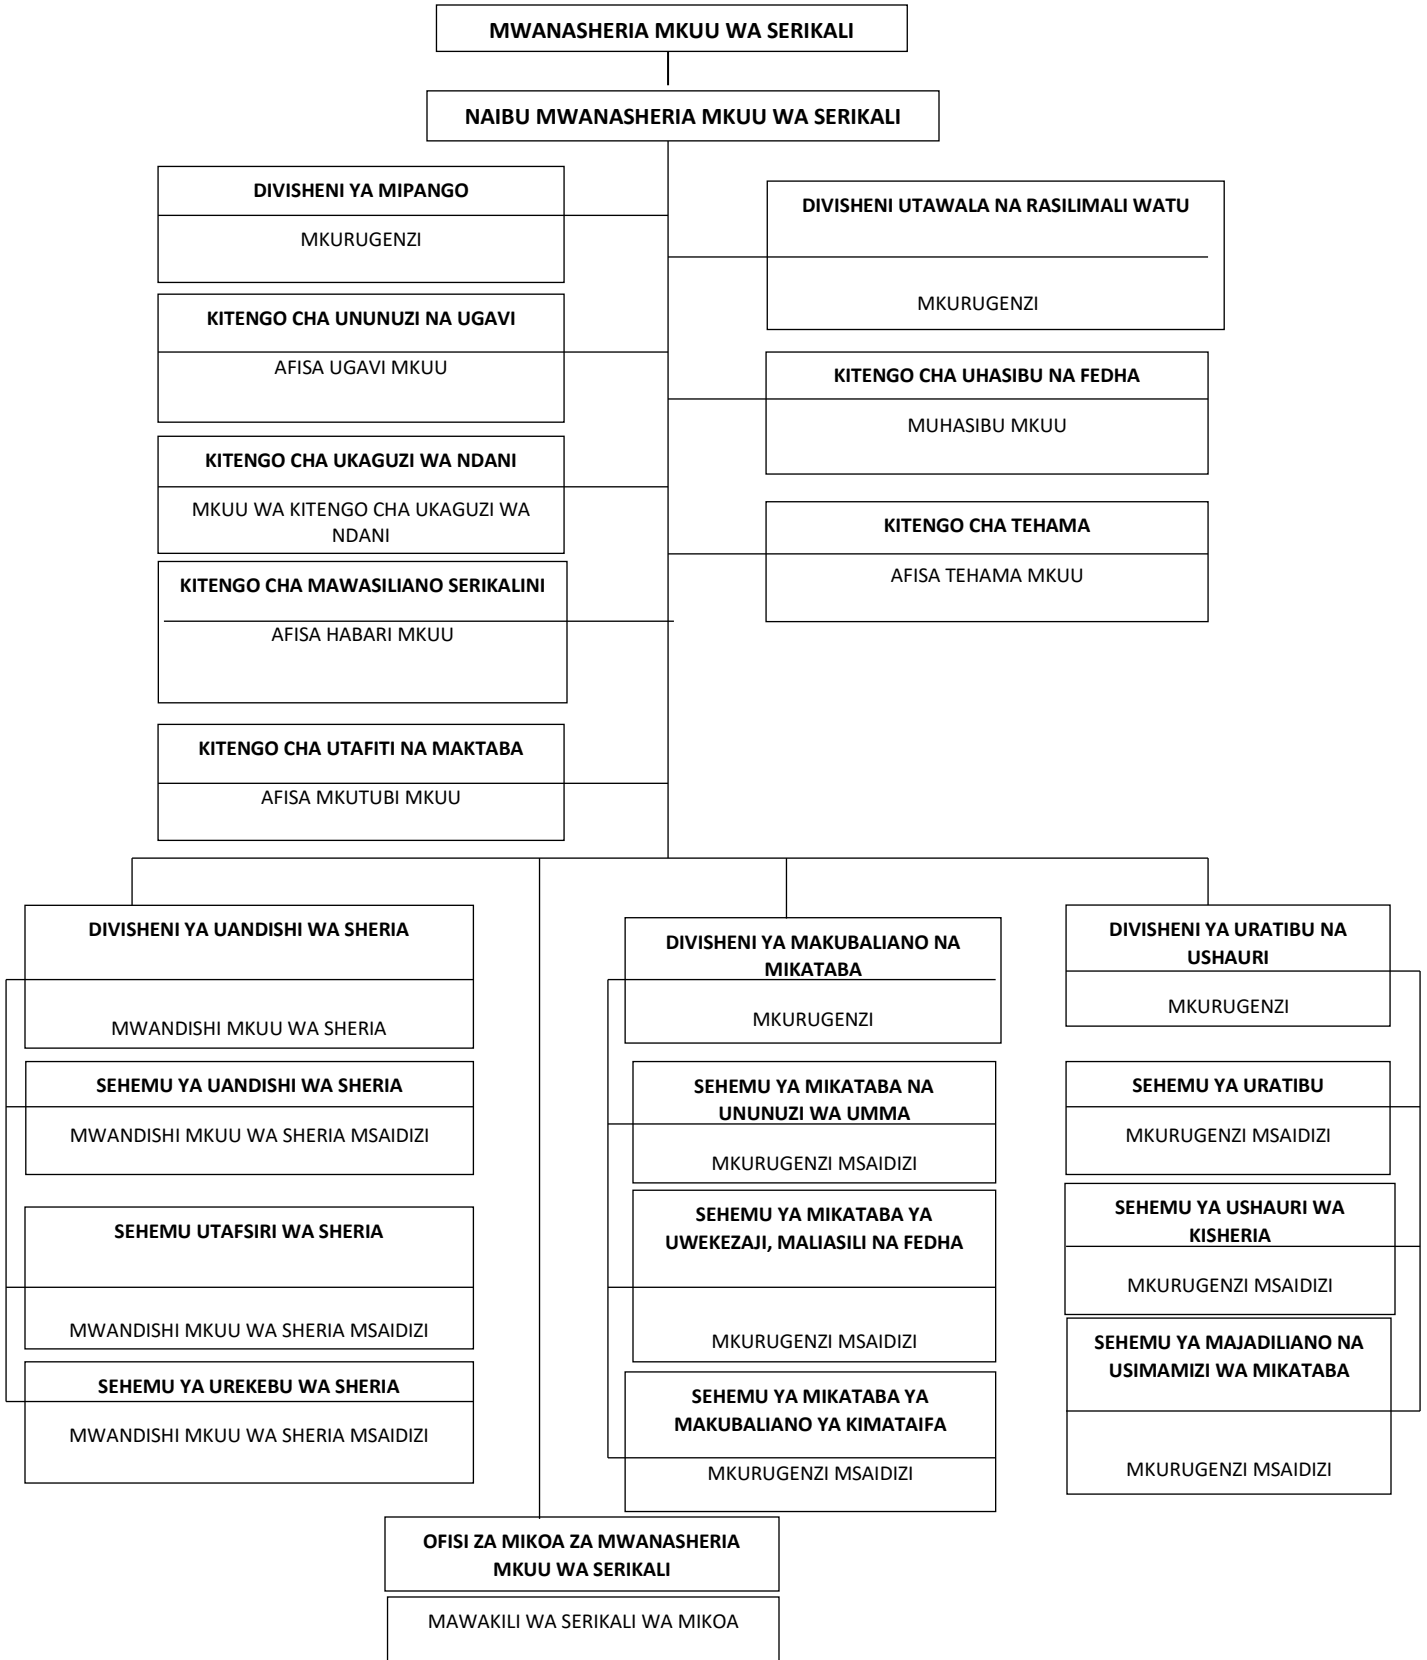 MWANASHERIA MKUU WA SERIKALI
NAIBU MWANASHERIA MKUU WA SERIKALI
DIVISHENI YA MIPANGO
MKURUGENZI
DIVISHENI UTAWALA NA RASILIMALI WATU
MKURUGENZI
KITENGO CHA UNUNUZI NA UGAVI
AFISA UGAVI MKUU
KITENGO CHA UHASIBU NA FEDHA
MUHASIBU MKUU
KITENGO CHA UKAGUZI WA NDANI
MKUU WA KITENGO CHA UKAGUZI WA
NDANI
KITENGO CHA TEHAMA
AFISA TEHAMA MKUU
KITENGO CHA MAWASILIANO SERIKALINI
AFISA HABARI MKUU
KITENGO CHA UTAFITI NA MAKTABA
AFISA MKUTUBI MKUU
DIVISHENI YA UANDISHI WA SHERIA
MWANDISHI MKUU WA SHERIA
SEHEMU YA UANDISHI WA SHERIA
MWANDISHI MKUU WA SHERIA MSAIDIZI
SEHEMU UTAFSIRI WA SHERIA
MWANDISHI MKUU WA SHERIA MSAIDIZI
SEHEMU YA UREKEBU WA SHERIA
MWANDISHI MKUU WA SHERIA MSAIDIZI
DIVISHENI YA MAKUBALIANO NA
MIKATABA
MKURUGENZI
SEHEMU YA MIKATABA NA
UNUNUZI WA UMMA
MKURUGENZI MSAIDIZI
SEHEMU YA MIKATABA YA
UWEKEZAJI, MALIASILI NA FEDHA
MKURUGENZI MSAIDIZI
SEHEMU YA MIKATABA YA
MAKUBALIANO YA KIMATAIFA
MKURUGENZI MSAIDIZI
DIVISHENI YA URATIBU NA
USHAURI
MKURUGENZI
SEHEMU YA URATIBU
MKURUGENZI MSAIDIZI
SEHEMU YA USHAURI WA
KISHERIA
MKURUGENZI MSAIDIZI
SEHEMU YA MAJADILIANO NA
USIMAMIZI WA MIKATABA
MKURUGENZI MSAIDIZI
OFISI ZA MIKOA ZA MWANASHERIA
MKUU WA SERIKALI
MAWAKILI WA SERIKALI WA MIKOA